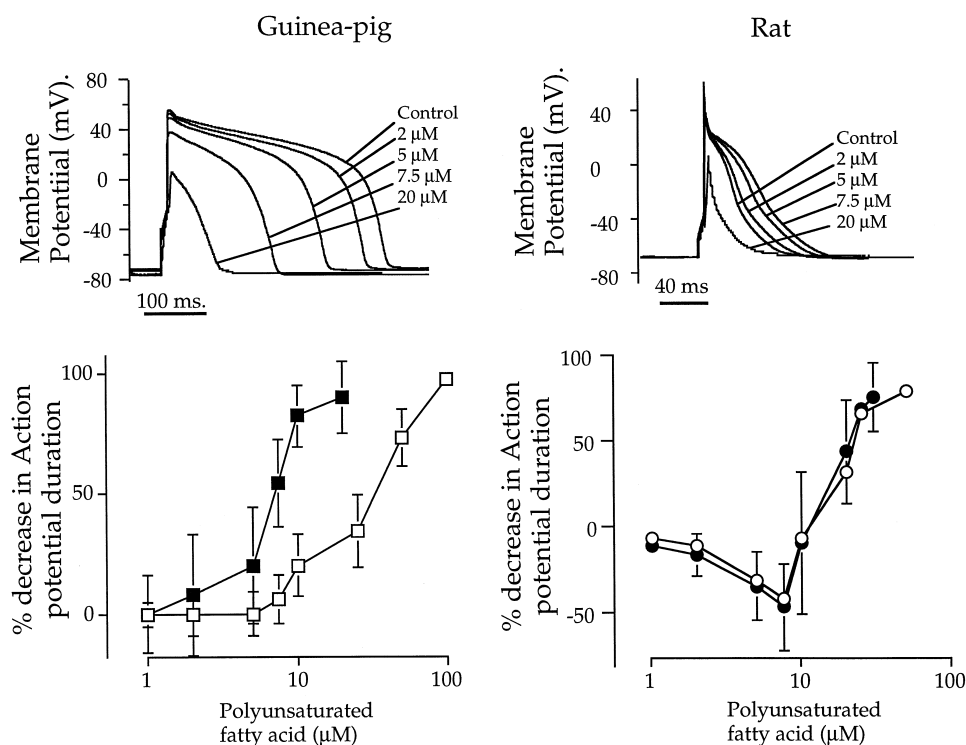 Guinea-pig
Membrane
Potentiial (mV).
80
40
0
-40
-80
Control
2 µM
5 µM
7.5 µM
20 µM
100 ms.
Rat
Membrane
Potentiial (mV).
40
0
-40
-80
Control
2 µM
5 µM
7.5 µM
20 µM
40 ms
% decrease in Action
potential duration
100
50
0
1
10
100
Polyunsaturated
fatty acid (µM)
% decrease in Action
potential duration
100
50
0
-50
1
10
100
Polyunsaturated
fatty acid (µM)